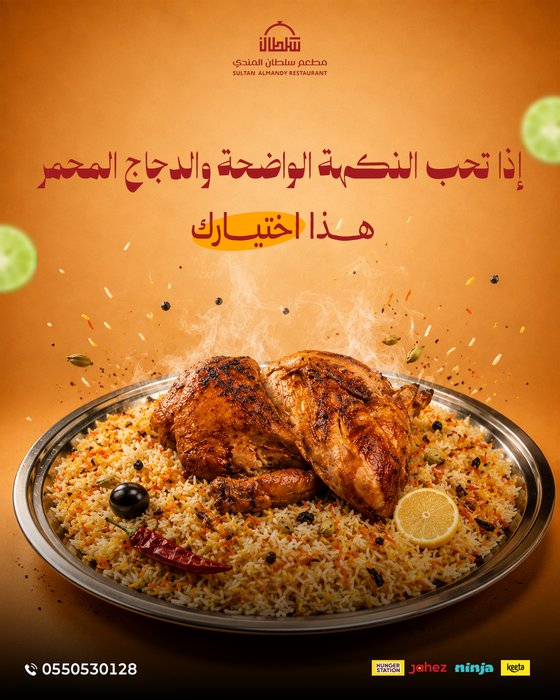 سلطان
مطعم سلطان المندي
SULTAN ALMANDY RESTAURANT
إذا تحب النكهة الواضحة والدجاج المحمر
هذا اختيارك
0550530128
HUNGER STATION
jahez
ninja
keeta